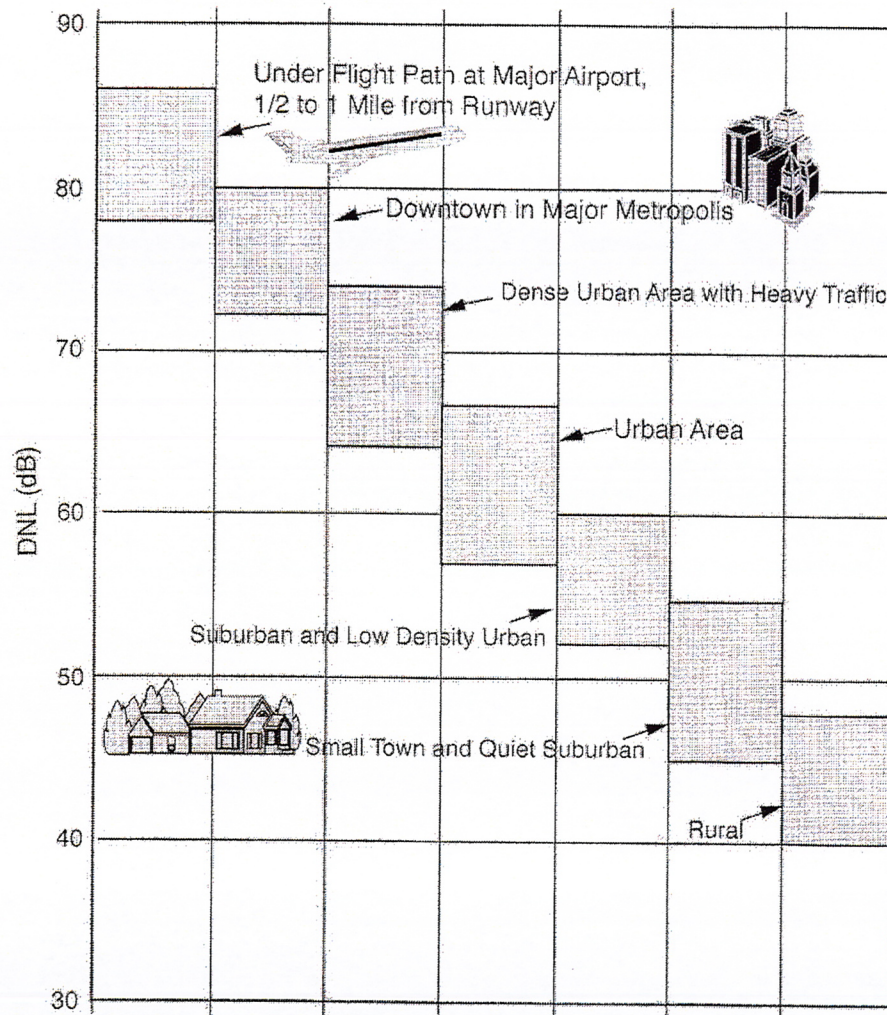 90
Under Flight Path at Major Airport,
1/2 to 1 Mile from Runway
80
Downtown in Major Metropolis
Dense Urban Area with Heavy Traffic
70
Urban Area
DNL (dB)
60
Suburban and Low Density Urban
50
Small Town and Quiet Suburban
Rural
40
30